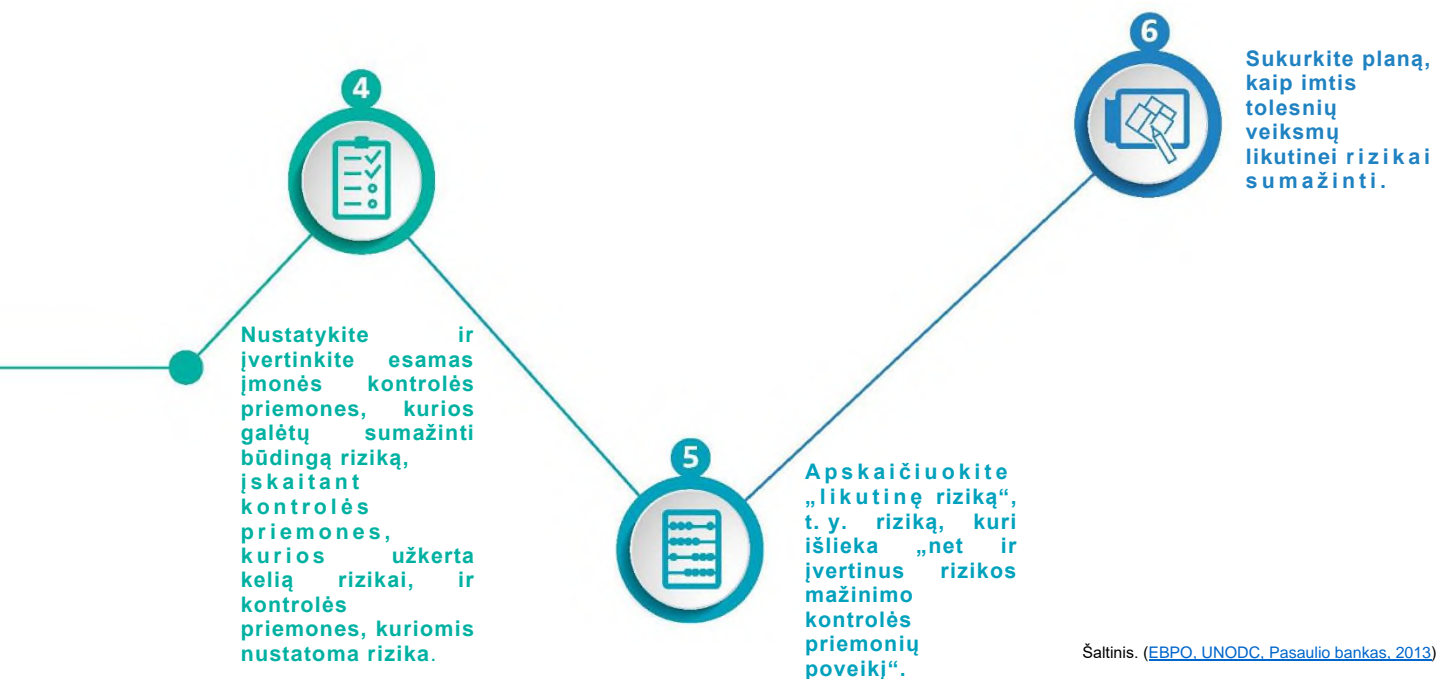 4
Nustatykite ir
įvertinkite esamas
įmonės kontrolės
priemones, kurios
galėtų sumažinti
būdingą riziką,
įskaitant
kontrolės
priemones,
kurios užkerta
kelią rizikai, ir
kontrolės
priemones, kuriomis
nustatoma rizika.
5
Apskaičiuokite
„likutinę riziką“,
t. y. riziką, kuri
išlieka „net ir
įvertinus rizikos
mažinimo
kontrolės
priemonių
poveikį“.
6
Sukurkite planą,
kaip imtis
tolesnių
veiksmų
likutinei rizikai
sumažinti.
Šaltinis. (EBPO, UNODC, Pasaulio bankas, 2013)